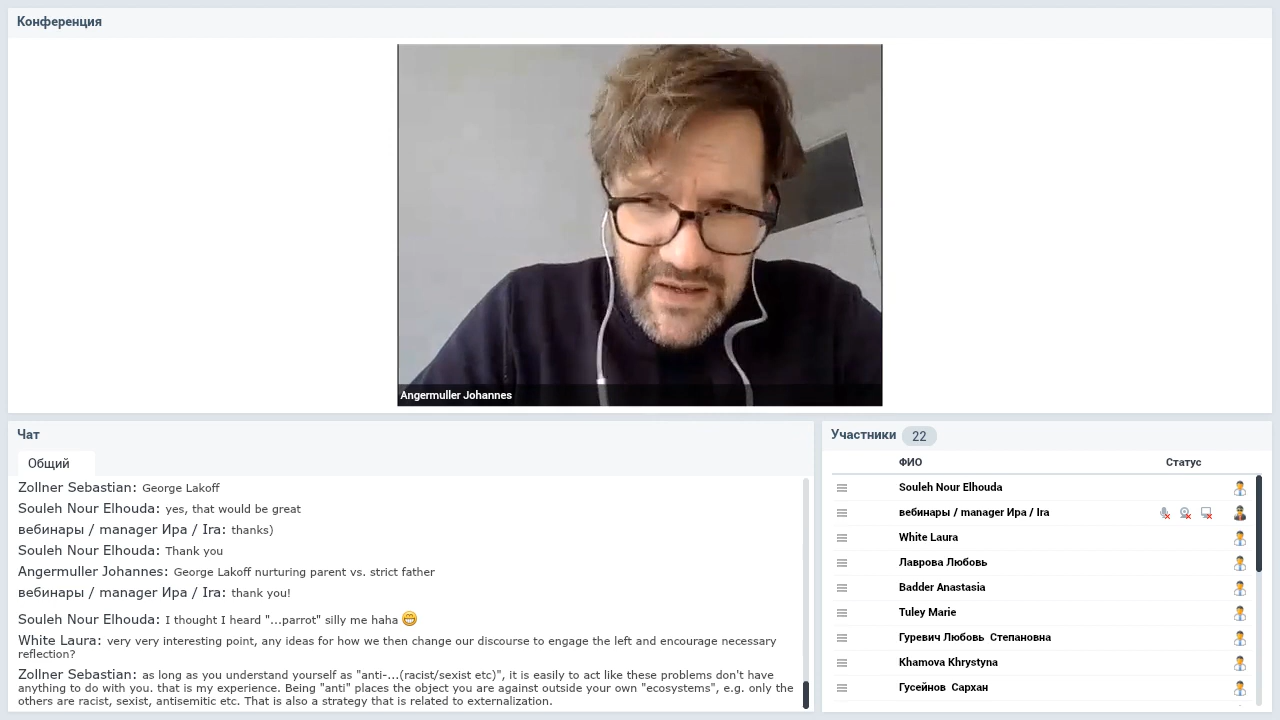 Конференция
Angermuller Johannes
Чат
Общий
Zollner Sebastian: George Lakoff
Souleh Nour Elhouda: yes, that would be great
вебинары / manager Ира / Ira: thanks)
Souleh Nour Elhouda: Thank you
Angermuller Johannes: George Lakoff nurturing parent vs. strict father
вебинары / manager Ира / Ira: thank you!
Souleh Nour Elhouda: I thought I heard "...parrot" silly me haha
White Laura: very very interesting point, any ideas for how we then change our discourse to engage the left and encourage necessary
reflection?
Zollner Sebastian: as long as you understand yourself as "anti-...(racist/sexist etc)", it is easily to act like these problems don't have
anything to do with you. that is my experience. Being "anti" places the object you are against outside your own "ecosystems", e.g. only the
others are racist, sexist, antisemitic etc. That is also a strategy that is related to externalization.
Участники 22
ФИО Статус
Souleh Nour Elhouda
вебинары / manager Ира / Ira
White Laura
Лаврова Любовь
Badder Anastasia
Tuley Marie
Гуревич Любовь Степановна
Khamova Khrystyna
Гусейнов Сархан